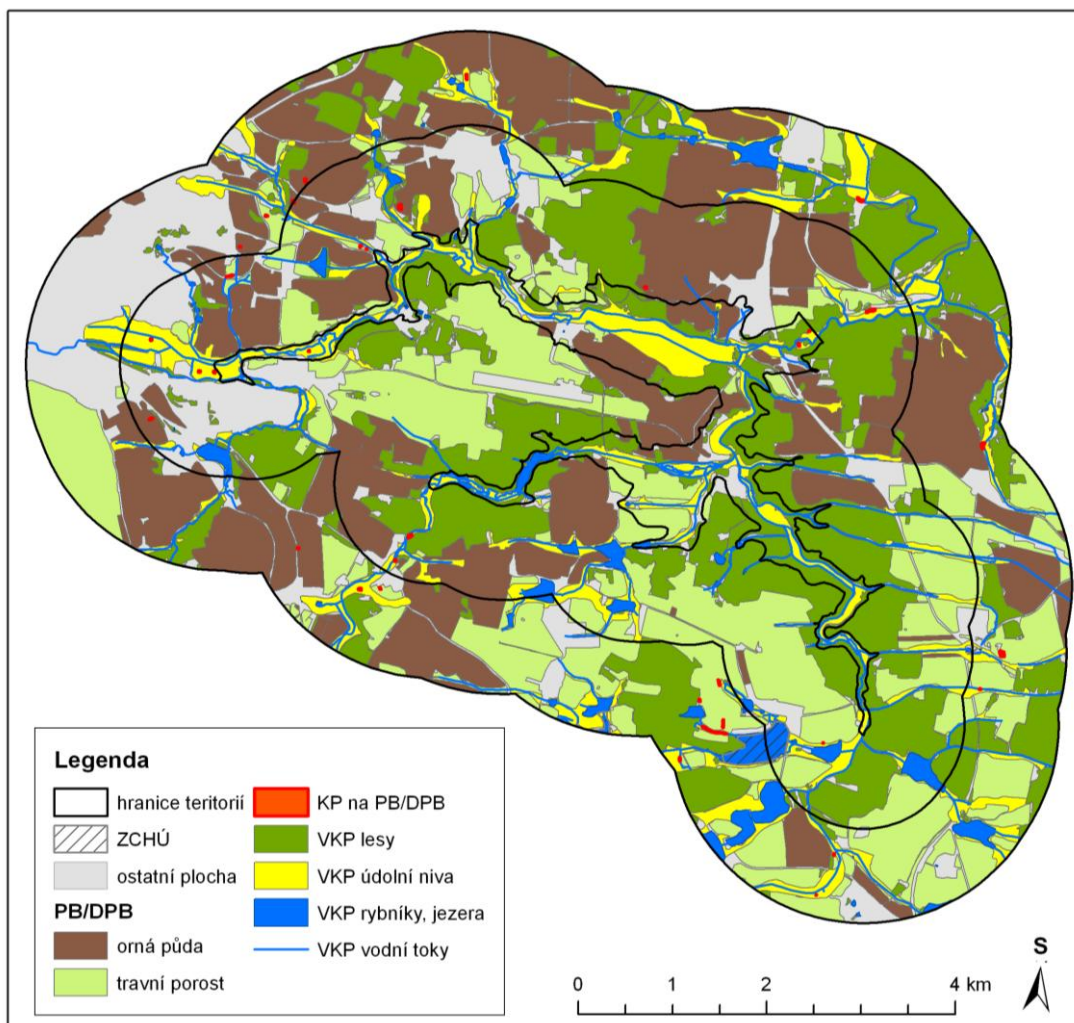 Legenda
hranice teritorií
ZCHÚ
ostatní plocha
PB/DPB
orná půda
travní porost
KP na PB/DPB
VKP lesy
VKP údolní niva
VKP rybníky, jezera
VKP vodní toky
0 1 2 4 km
S